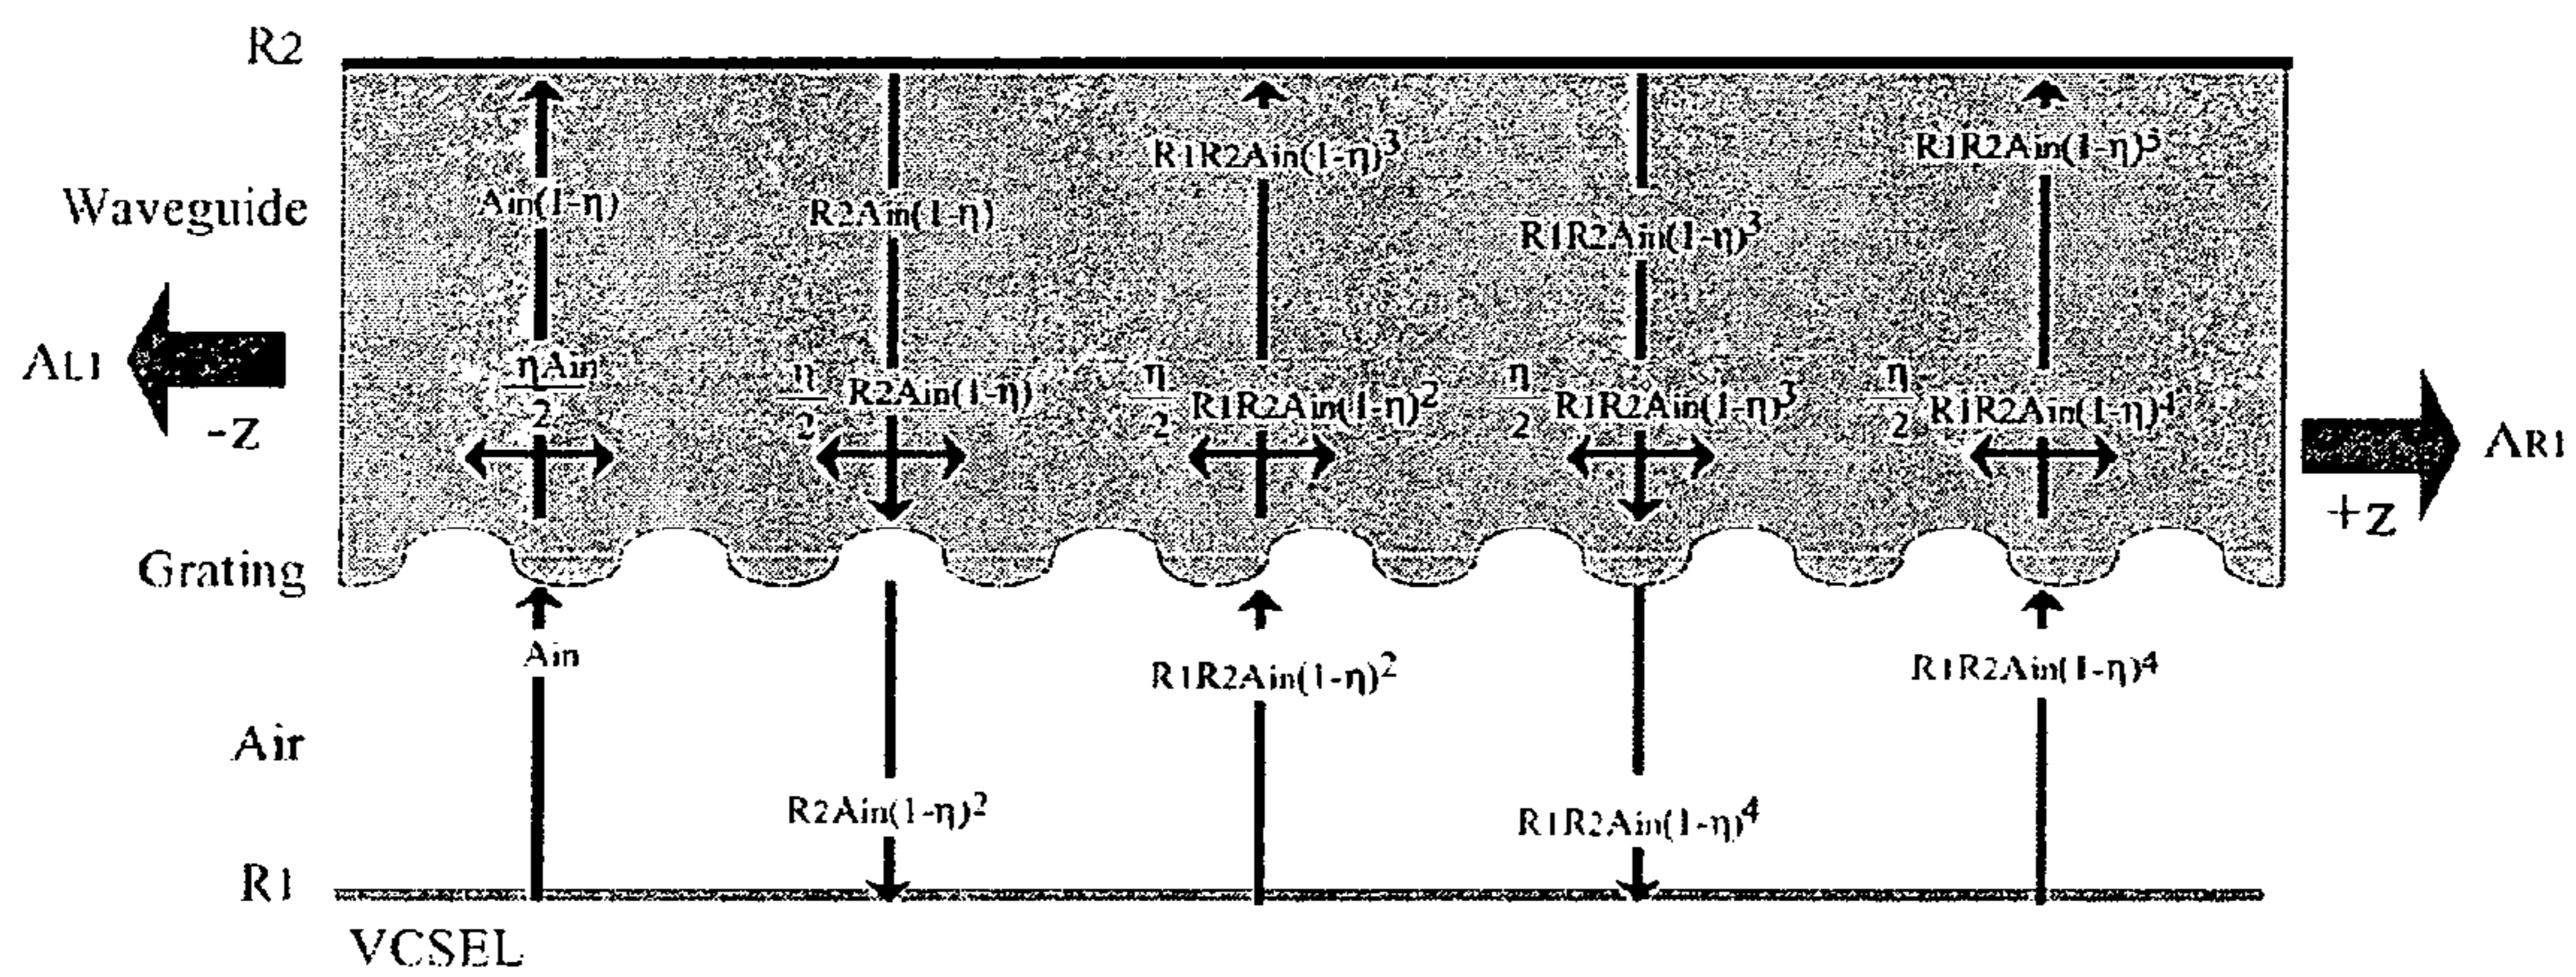 R2
Ain(1-η)
R2Ain(1-η)
R1R2Ain(1-η)^3
R1R2Ain(1-η)^3
R1R2Ain(1-η)^5
Waveguide
AL1
-z
ηAin/2
η/2 R2Ain(1-η)
η/2 R1R2Ain(1-η)^2
η/2 R1R2Ain(1-η)^3
η/2 R1R2Ain(1-η)^4
AR1
+z
Grating
Ain
R2Ain(1-η)^2
R1R2Ain(1-η)^2
R1R2Ain(1-η)^4
R1R2Ain(1-η)^4
Air
R1
VCSEL